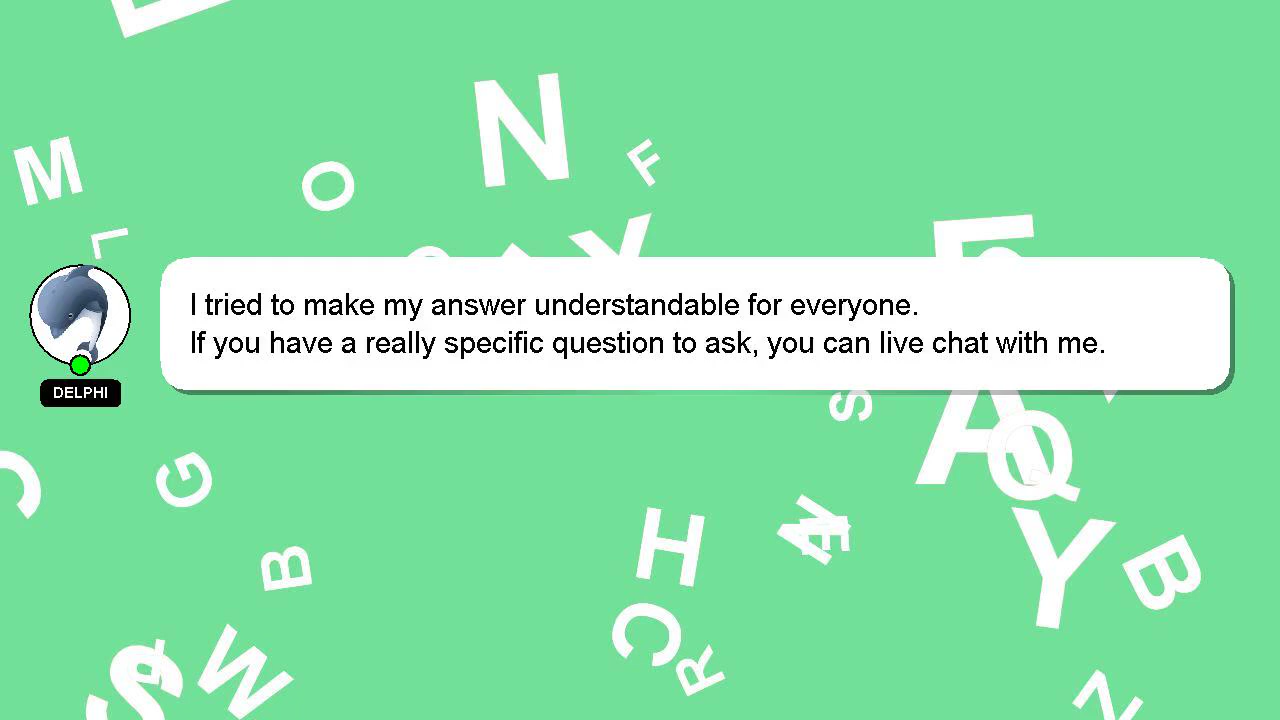 I tried to make my answer understandable for everyone.
If you have a really specific question to ask, you can live chat with me.
DELPHI
M
L
O
N
F
Y
S
A
Q
G
B
H
C
R
W
S
Y
B
Z